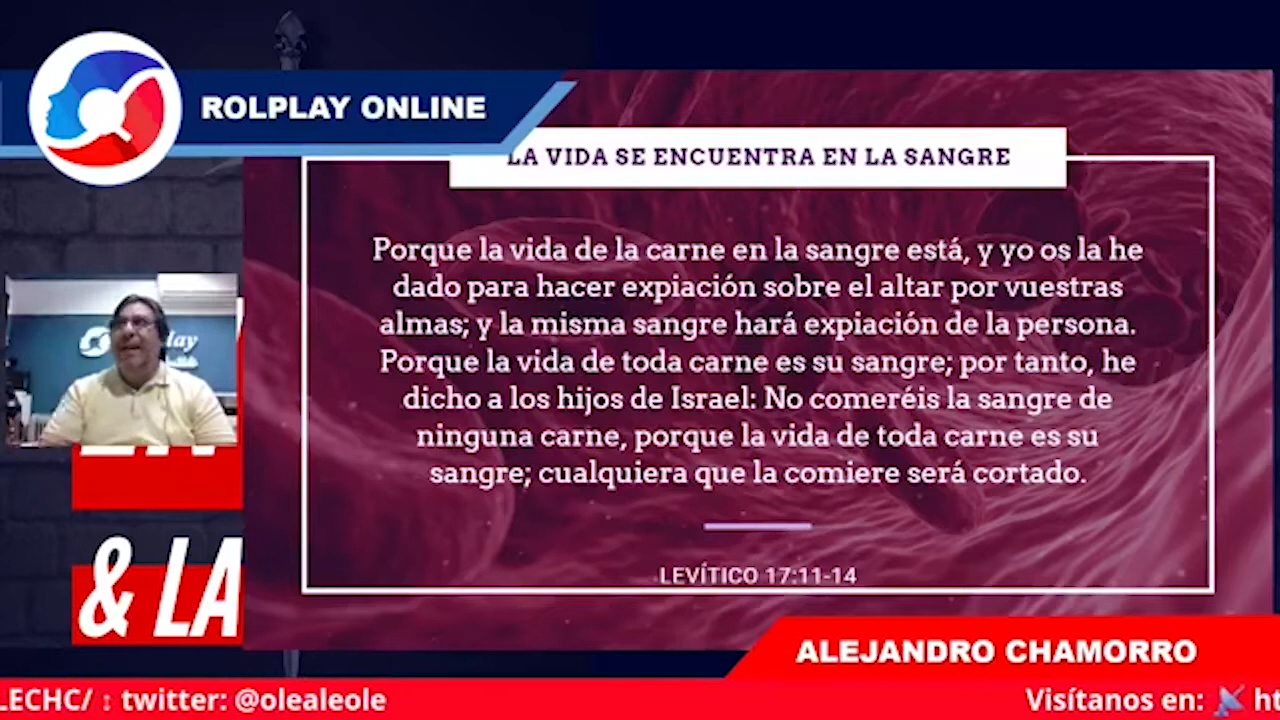 ROLPLAY ONLINE
LA VIDA SE ENCUENTRA EN LA SANGRE
Porque la vida de la carne en la sangre está, y yo os la he
dado para hacer expiación sobre el altar por vuestras
almas; y la misma sangre hará expiación de la persona.
Porque la vida de toda carne es su sangre; por tanto, he
dicho a los hijos de Israel: No comeréis la sangre de
ninguna carne, porque la vida de toda carne es su
sangre; cualquiera que la comiere será cortado.
LEVÍTICO 17:11-14
& LA
ALEJANDRO CHAMORRO
LECHC/ ↕ twitter: @olealeole
Visítanos en: